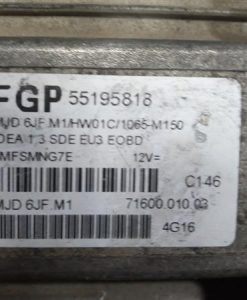 FGP 55195818
MJD 6JF.M1/HW01C/1065-M150
IDEA 1.3 SDE EU3 EOBD
MFSMNG7E 12V=
C146
MJD 6JF.M1 71600.010.03
4G16